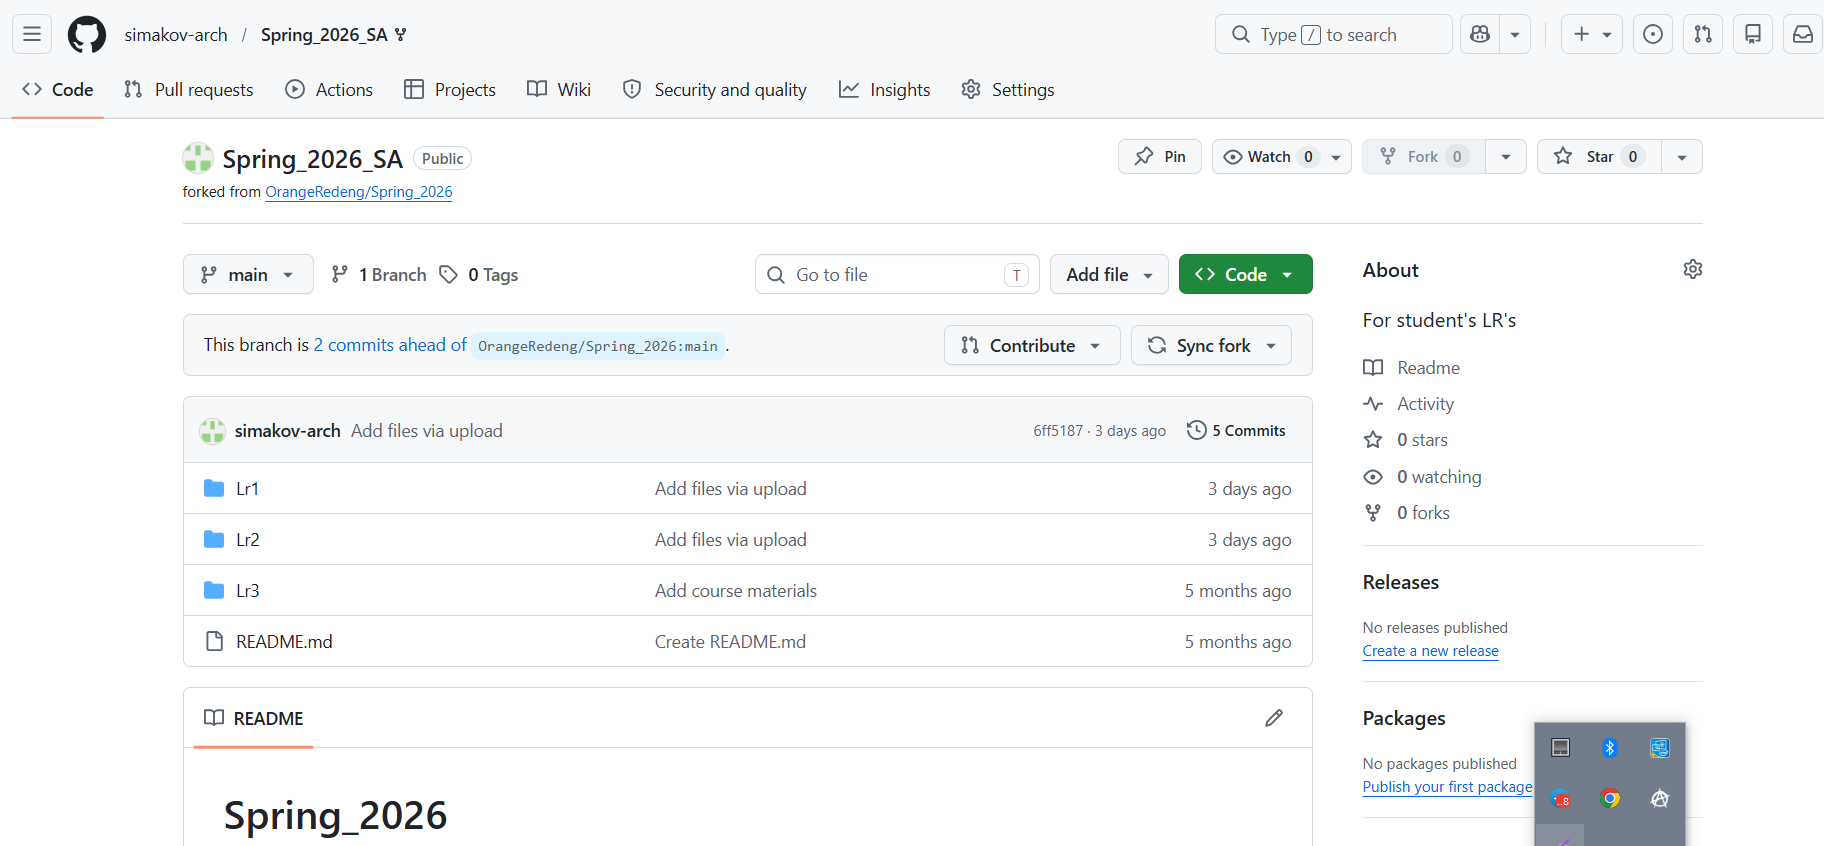 simakov-arch / Spring_2026_SA
Type / to search
Code
Pull requests
Actions
Projects
Wiki
Security and quality
Insights
Settings
Spring_2026_SA Public
forked from OrangeRedeng/Spring_2026
Pin
Watch 0
Fork 0
Star 0
main
1 Branch
0 Tags
Go to file T
Add file
Code
This branch is 2 commits ahead of OrangeRedeng/Spring_2026:main .
Contribute
Sync fork
simakov-arch Add files via upload 6ff5187 · 3 days ago 5 Commits
Lr1 Add files via upload 3 days ago
Lr2 Add files via upload 3 days ago
Lr3 Add course materials 5 months ago
README.md Create README.md 5 months ago
README
Spring_2026
About
For student's LR's
Readme
Activity
0 stars
0 watching
0 forks
Releases
No releases published
Create a new release
Packages
No packages published
Publish your first package